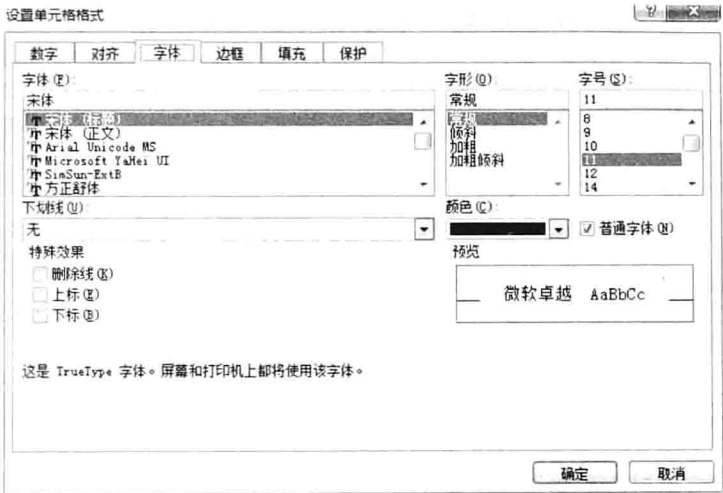 设置单元格格式
数字 对齐 字体 边框 填充 保护
字体(F): 字形(O): 字号(S):
宋体 常规 11
宋体 (标题) 常规 8
宋体 (正文) 倾斜 9
Arial Unicode MS 加粗 10
Microsoft YaHei UI 加粗倾斜 11
SimSun-ExtB 12
方正舒体 14
下划线(U): 颜色(C):
无 普通字体(N)
特殊效果 预览
删除线(K)
上标(E) 微软卓越 AaBbCc
下标(B)
这是 TrueType 字体。屏幕和打印机上都将使用该字体。
确定 取消